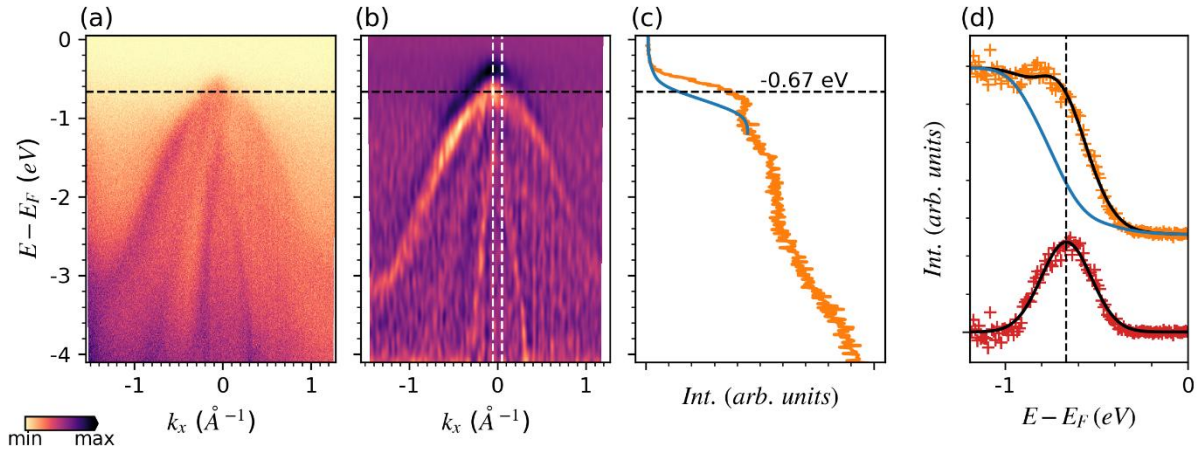 (a) (b) (c) (d)
0
-1
-2
-3
-4
E − E_F (eV)
-1 0 1
k_x (Å⁻¹)
min max
-1 0 1
k_x (Å⁻¹)
-0.67 eV
Int. (arb. units)
Int. (arb. units)
-1 0
E − E_F (eV)